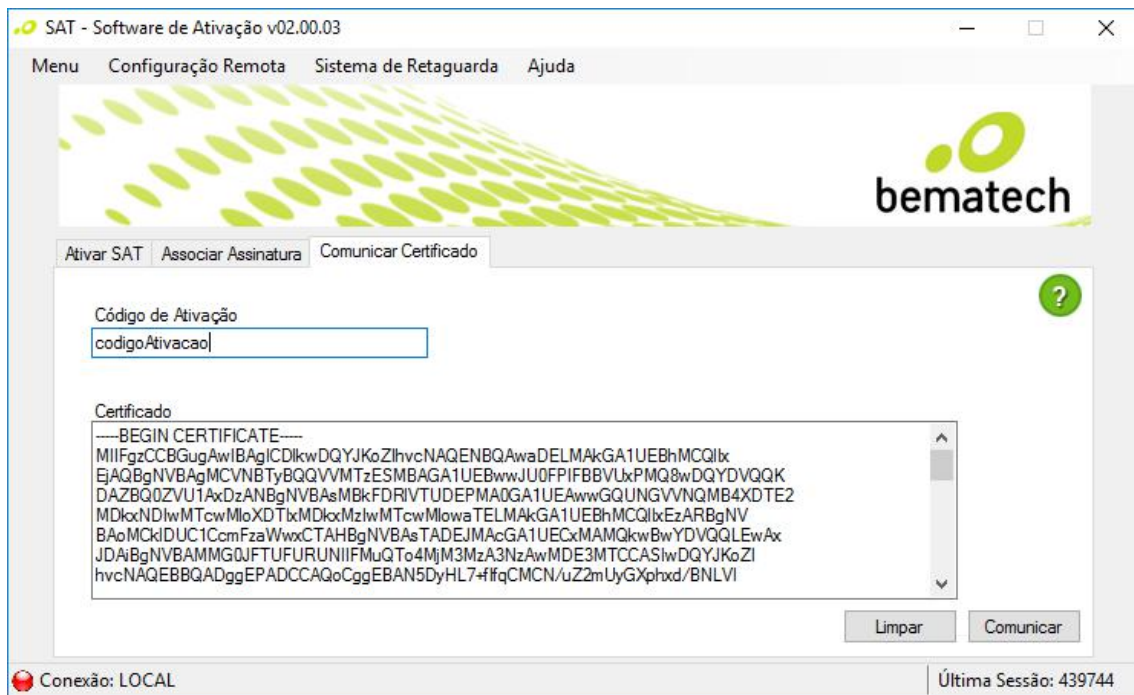 SAT - Software de Ativação v02.00.03
Menu Configuração Remota Sistema de Retaguarda Ajuda
bematech
Ativar SAT Associar Assinatura Comunicar Certificado
?
Código de Ativação
codigoAtivacao
Certificado
-----BEGIN CERTIFICATE-----
MIIFgzCCBGugAwIBAgICDlkwDQYJKoZIhvcNAQENBQAwaDELMAkGA1UEBhMCQlIx
EjAQBgNVBAgMCVNBTyBQQVVMTzESMBAGA1UEBwwJU0FPIFBBVUxPMQ8wDQYDVQQK
DAZBQ0ZVU1AxDzANBgNVBAsMBkFDRlVTUDEPMA0GA1UEAwwGQUNGVVNQMB4XDTE2
MDkxNDIwMTcwMloXDTIxMDkxMzIwMTcwMlowaTELMAkGA1UEBhMCQlIxEzARBgNV
BAoMCklDUC1CcmFzaWwxCTAHBgNVBAsTADEJMAcGA1UECxMAMQkwBwYDVQQLEwAx
JDAiBgNVBAMMG0JFTUFURUNIIFMuQTo4MjM3MzA3NzAwMDE3MTCCASIwDQYJKoZI
hvcNAQEBBQADggEPADCCAQoCggEBAN5DyHL7+fIfqCMCN/uZ2mUyGXphxd/BNLVI
Limpar Comunicar
Conexão: LOCAL Última Sessão: 439744